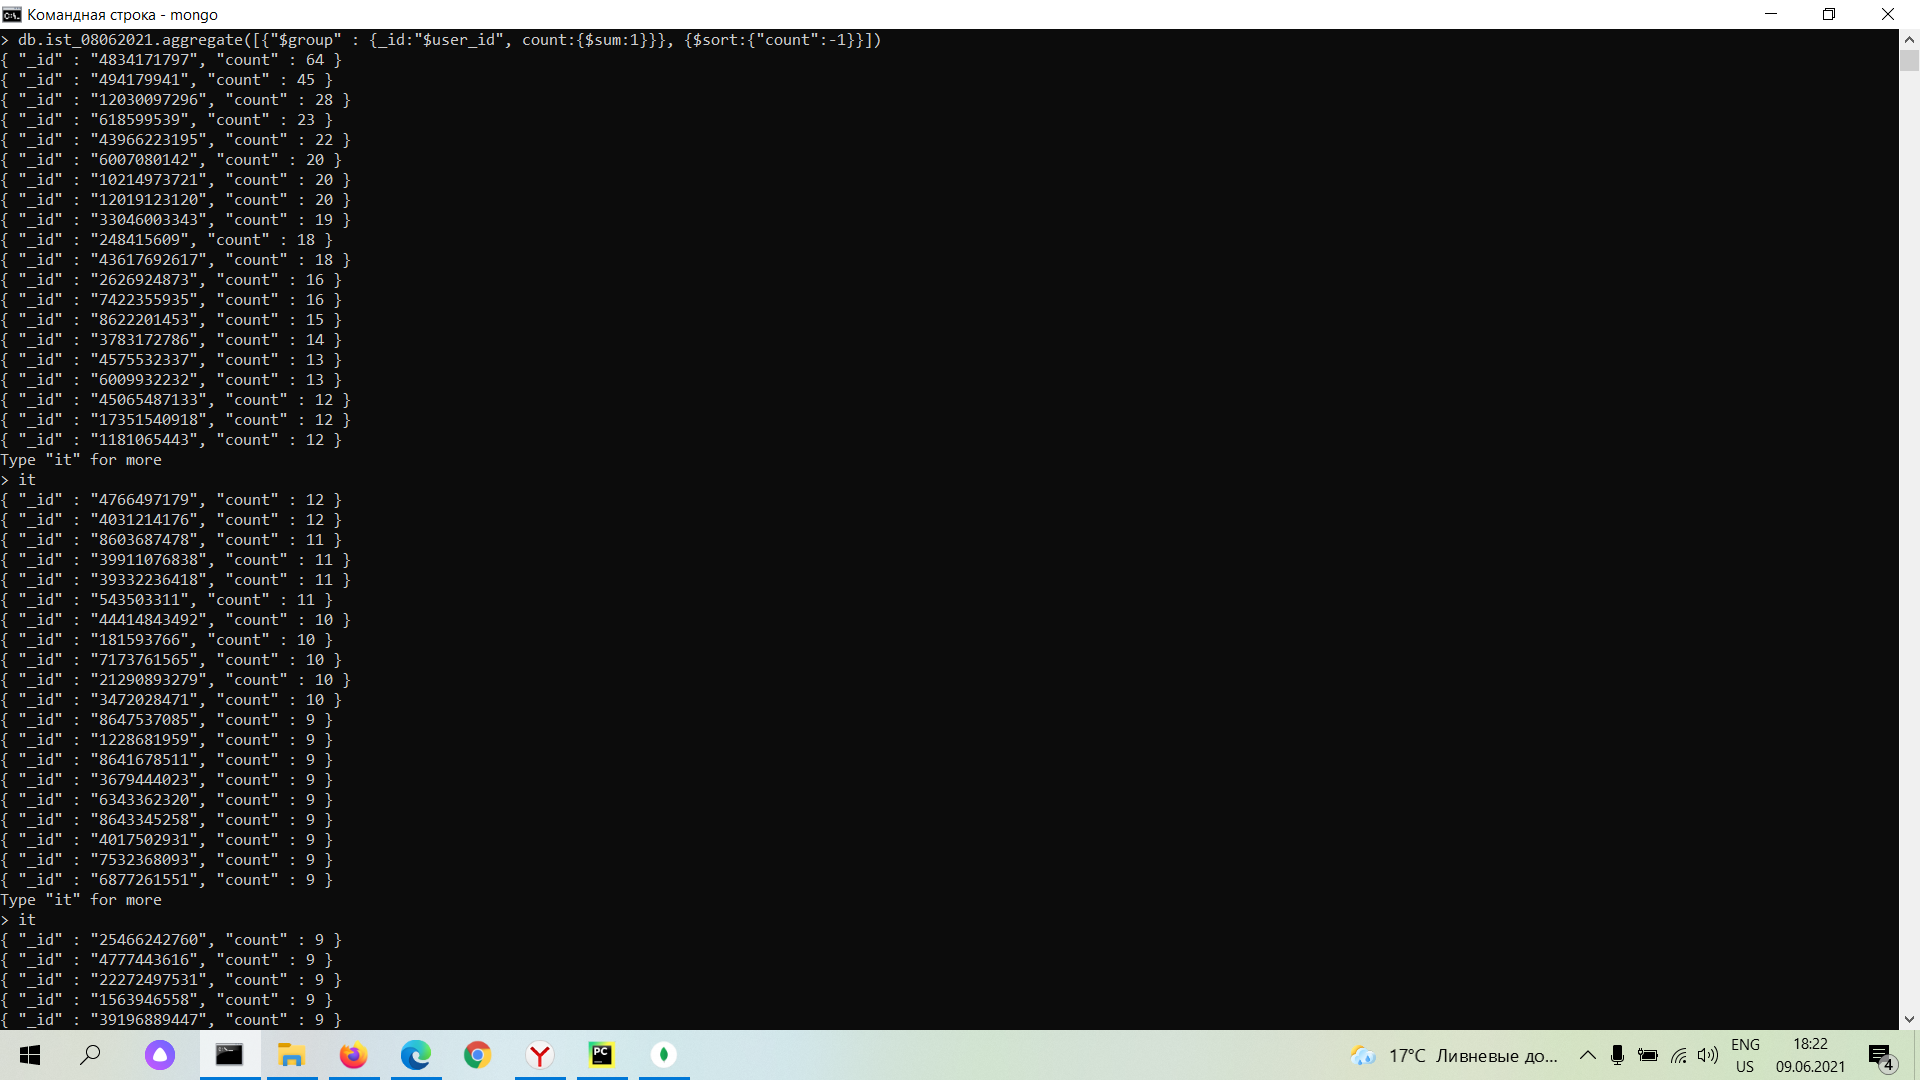 Командная строка - mongo
> db.ist_08062021.aggregate([{"$group" : {_id:"$user_id", count:{$sum:1}}}, {$sort:{"count":-1}}])
{ "_id" : "4834171797", "count" : 64 }
{ "_id" : "494179941", "count" : 45 }
{ "_id" : "12030097296", "count" : 28 }
{ "_id" : "618599539", "count" : 23 }
{ "_id" : "43966223195", "count" : 22 }
{ "_id" : "6007080142", "count" : 20 }
{ "_id" : "10214973721", "count" : 20 }
{ "_id" : "12019123120", "count" : 20 }
{ "_id" : "33046003343", "count" : 19 }
{ "_id" : "248415609", "count" : 18 }
{ "_id" : "43617692617", "count" : 18 }
{ "_id" : "2626924873", "count" : 16 }
{ "_id" : "7422355935", "count" : 16 }
{ "_id" : "8622201453", "count" : 15 }
{ "_id" : "3783172786", "count" : 14 }
{ "_id" : "4575532337", "count" : 13 }
{ "_id" : "6009932232", "count" : 13 }
{ "_id" : "45065487133", "count" : 12 }
{ "_id" : "17351540918", "count" : 12 }
{ "_id" : "1181065443", "count" : 12 }
Type "it" for more
> it
{ "_id" : "4766497179", "count" : 12 }
{ "_id" : "4031214176", "count" : 12 }
{ "_id" : "8603687478", "count" : 11 }
{ "_id" : "39911076838", "count" : 11 }
{ "_id" : "39332236418", "count" : 11 }
{ "_id" : "543503311", "count" : 11 }
{ "_id" : "44414843492", "count" : 10 }
{ "_id" : "181593766", "count" : 10 }
{ "_id" : "7173761565", "count" : 10 }
{ "_id" : "21290893279", "count" : 10 }
{ "_id" : "3472028471", "count" : 10 }
{ "_id" : "8647537085", "count" : 9 }
{ "_id" : "1228681959", "count" : 9 }
{ "_id" : "8641678511", "count" : 9 }
{ "_id" : "3679444023", "count" : 9 }
{ "_id" : "6343362320", "count" : 9 }
{ "_id" : "8643345258", "count" : 9 }
{ "_id" : "4017502931", "count" : 9 }
{ "_id" : "7532368093", "count" : 9 }
{ "_id" : "6877261551", "count" : 9 }
Type "it" for more
> it
{ "_id" : "25466242760", "count" : 9 }
{ "_id" : "4777443616", "count" : 9 }
{ "_id" : "22272497531", "count" : 9 }
{ "_id" : "1563946558", "count" : 9 }
{ "_id" : "39196889447", "count" : 9 }
PC
17°C Ливневые до...
ENG
US
18:22
09.06.2021
4